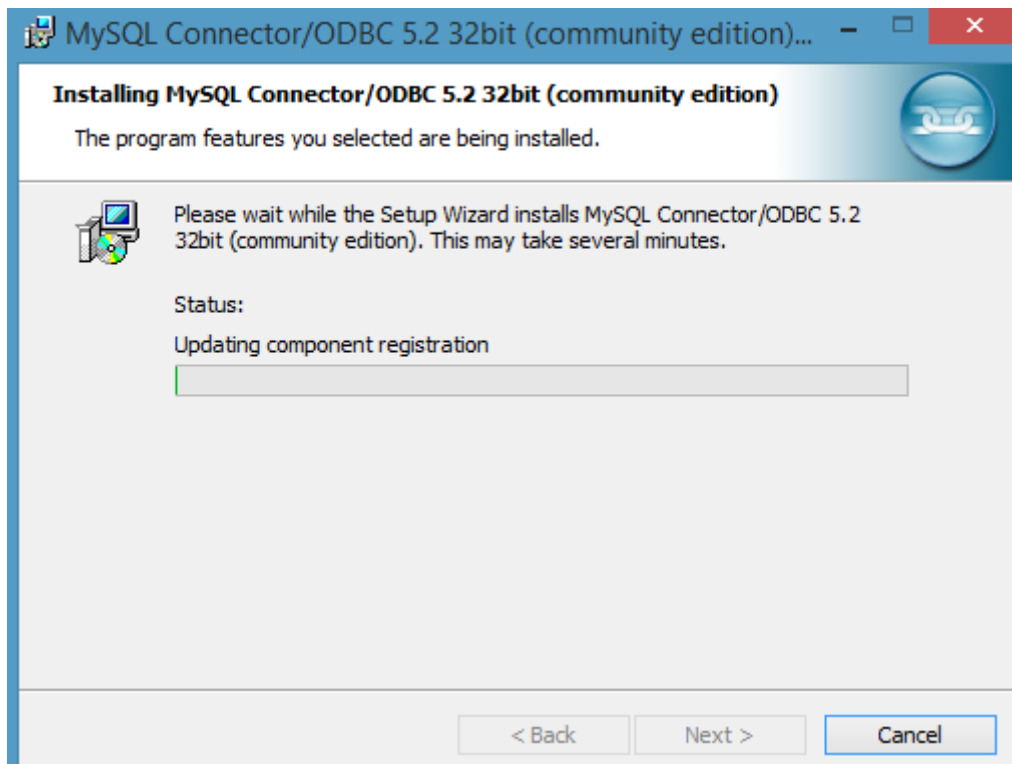 MySQL Connector/ODBC 5.2 32bit (community edition)...
Installing MySQL Connector/ODBC 5.2 32bit (community edition)
The program features you selected are being installed.
Please wait while the Setup Wizard installs MySQL Connector/ODBC 5.2
32bit (community edition). This may take several minutes.
Status:
Updating component registration
< Back Next > Cancel